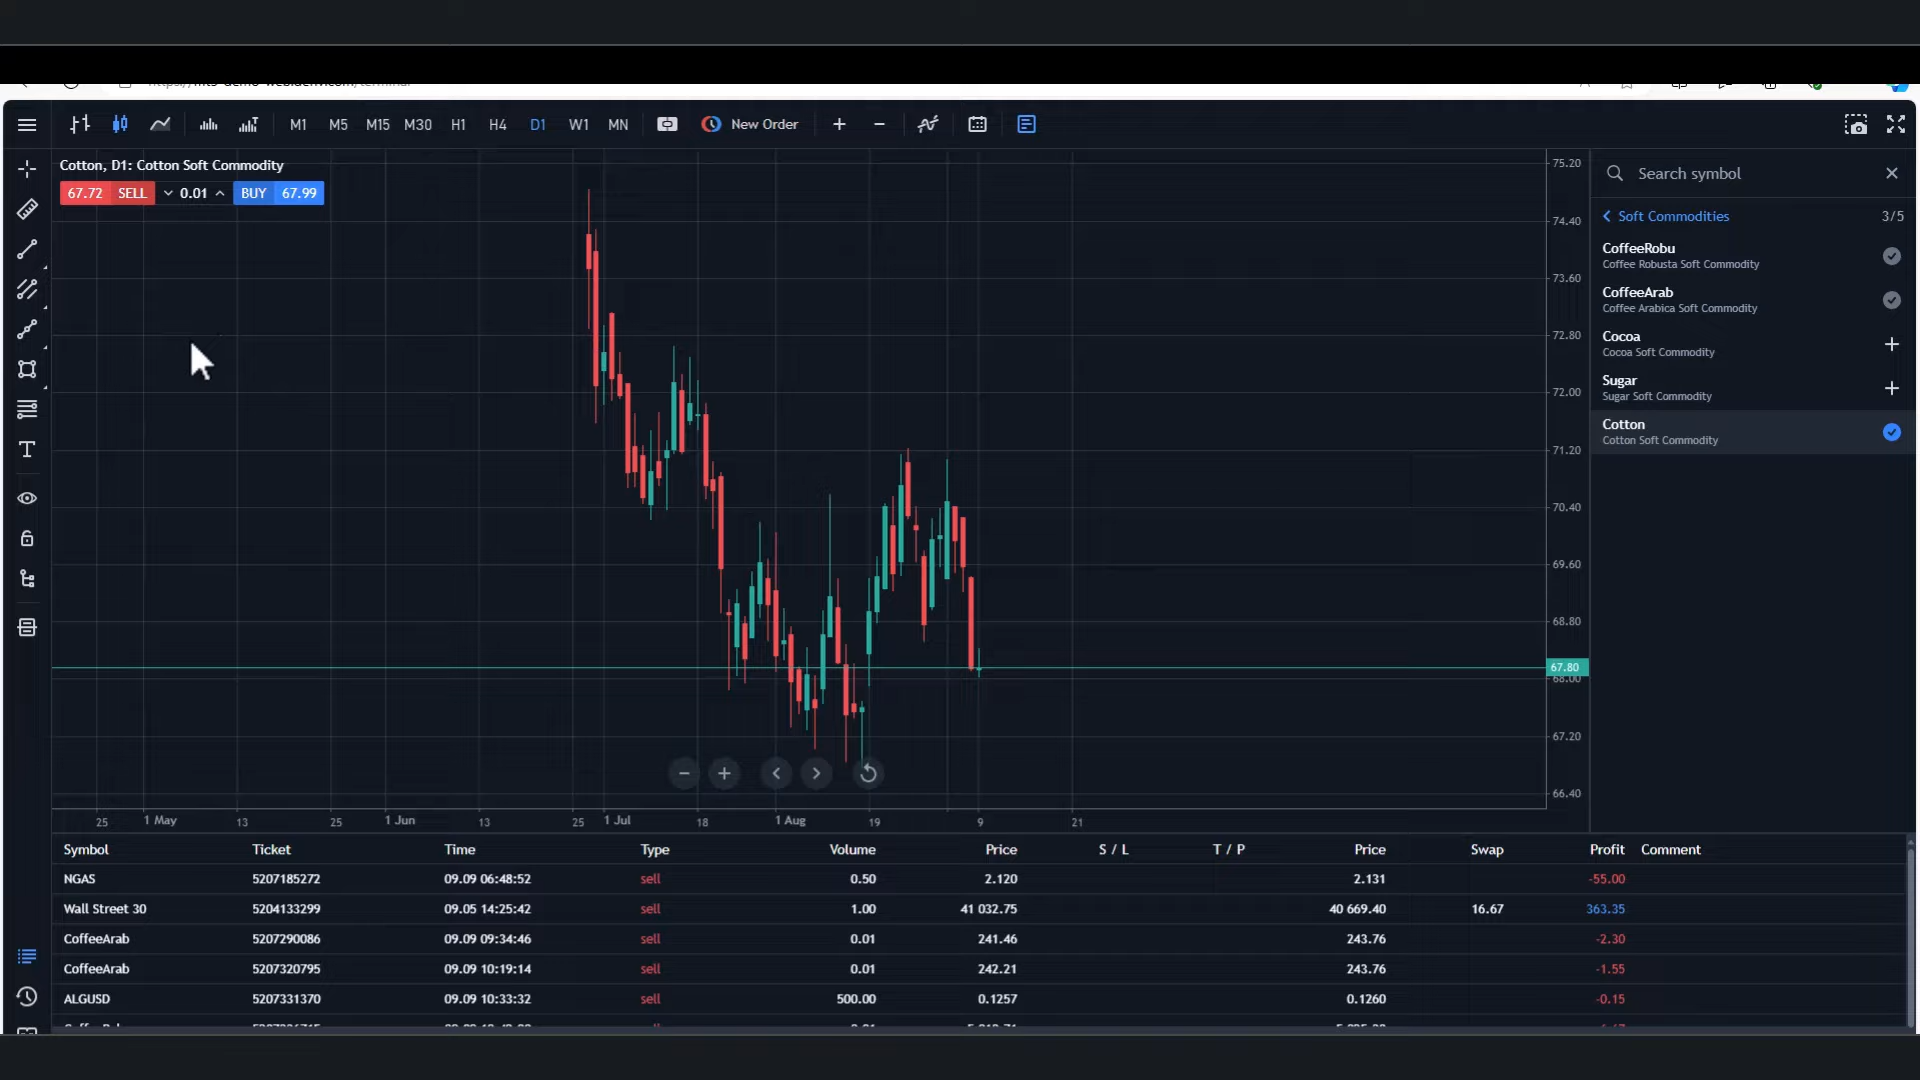 M1 M5 M15 M30 H1 H4 D1 W1 MN New Order
Cotton, D1: Cotton Soft Commodity
67.72 SELL 0.01 BUY 67.99
75.20
74.40
73.60
72.80
72.00
71.20
70.40
69.60
68.80
67.80
68.00
67.20
66.40
25 1 May 13 25 1 Jun 13 25 1 Jul 18 1 Aug 19 9 21
Search symbol
Soft Commodities 3/5
CoffeeRobu
Coffee Robusta Soft Commodity
CoffeeArab
Coffee Arabica Soft Commodity
Cocoa
Cocoa Soft Commodity
Sugar
Sugar Soft Commodity
Cotton
Cotton Soft Commodity
Symbol Ticket Time Type Volume Price S / L T / P Price Swap Profit Comment
NGAS 5207185272 09.09 06:48:52 sell 0.50 2.120 2.131 -55.00
Wall Street 30 5204133299 09.05 14:25:42 sell 1.00 41 032.75 40 669.40 16.67 363.35
CoffeeArab 5207290086 09.09 09:34:46 sell 0.01 241.46 243.76 -2.30
CoffeeArab 5207320795 09.09 10:19:14 sell 0.01 242.21 243.76 -1.55
ALGUSD 5207331370 09.09 10:33:32 sell 500.00 0.1257 0.1260 -0.15